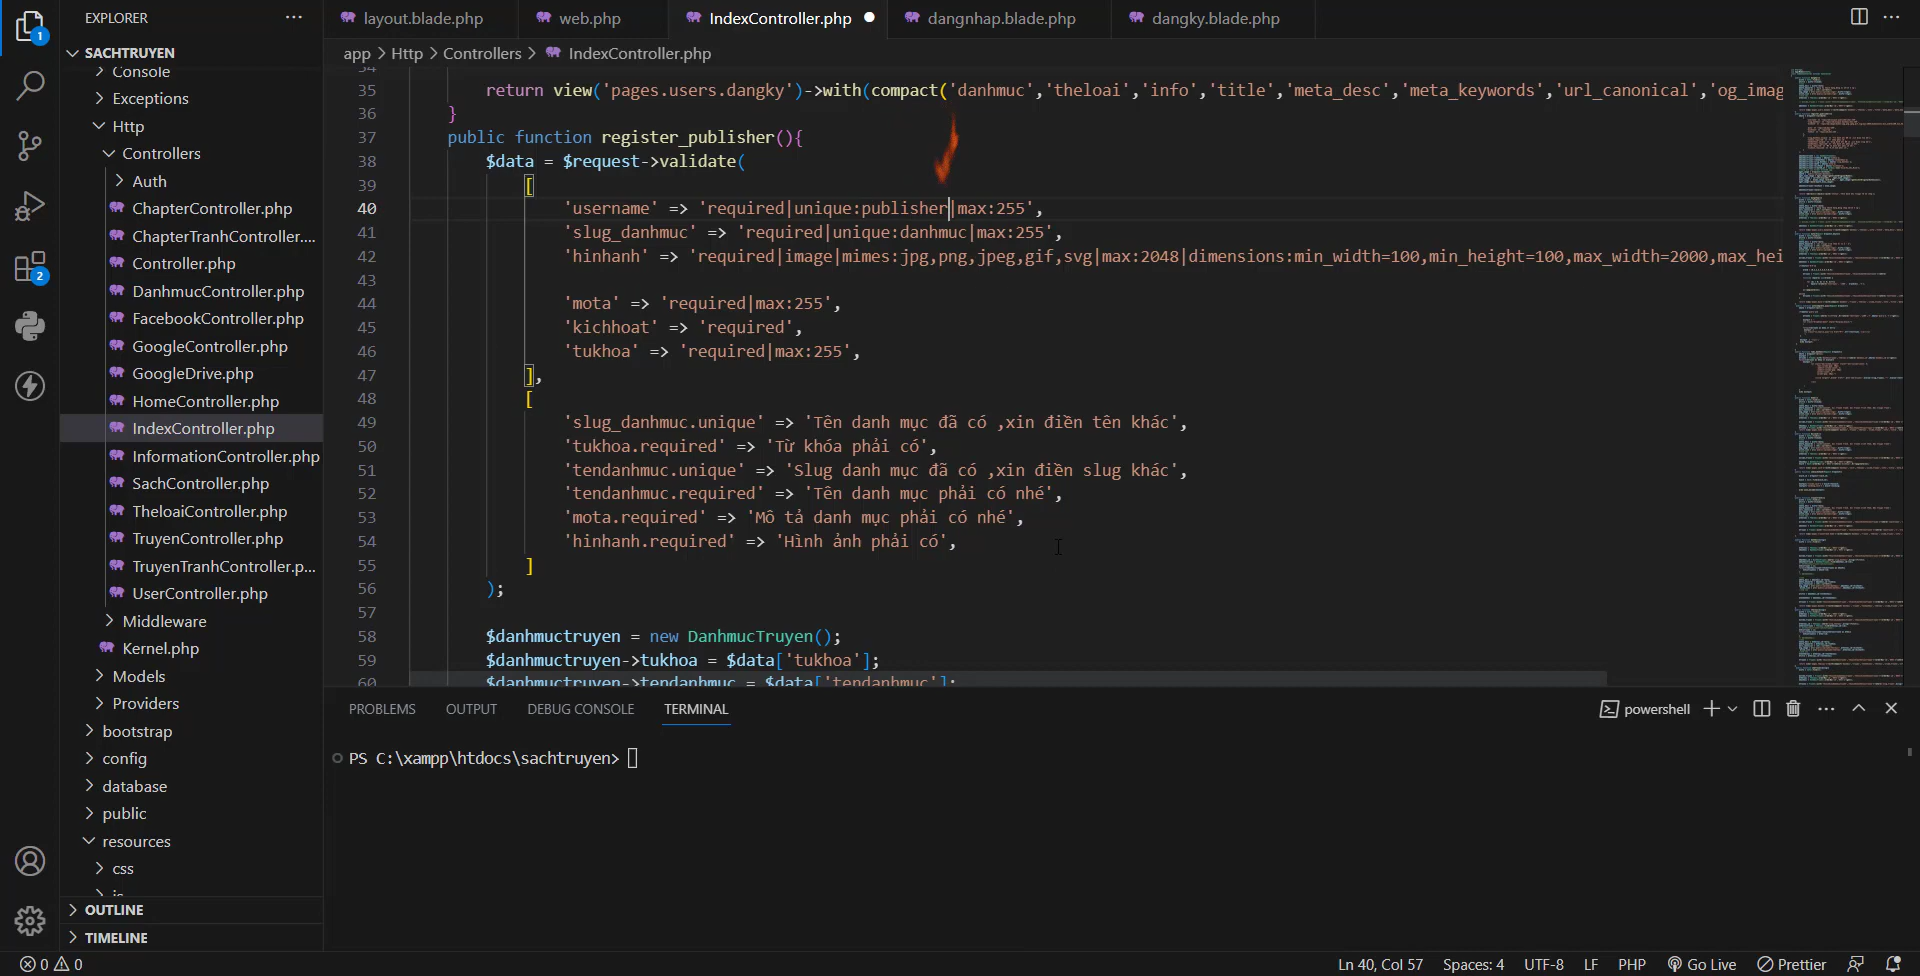 EXPLORER
SACHTRUYEN
Console
Exceptions
Http
Controllers
Auth
ChapterController.php
ChapterTranhController....
Controller.php
DanhmucController.php
FacebookController.php
GoogleController.php
GoogleDrive.php
HomeController.php
IndexController.php
InformationController.php
SachController.php
TheloaiController.php
TruyenController.php
TruyenTranhController.p...
UserController.php
Middleware
Kernel.php
Models
Providers
bootstrap
config
database
public
resources
css
OUTLINE
TIMELINE
1
2
layout.blade.php
web.php
IndexController.php
dangnhap.blade.php
dangky.blade.php
app > Http > Controllers > IndexController.php
34
35 return view('pages.users.dangky')->with(compact('danhmuc','theloai','info','title','meta_desc','meta_keywords','url_canonical','og_imag
36 }
37 public function register_publisher(){
38 $data = $request->validate(
39 [
40 'username' => 'required|unique:publisher|max:255',
41 'slug_danhmuc' => 'required|unique:danhmuc|max:255',
42 'hinhanh' => 'required|image|mimes:jpg,png,jpeg,gif,svg|max:2048|dimensions:min_width=100,min_height=100,max_width=2000,max_hei
43
44 'mota' => 'required|max:255',
45 'kichhoat' => 'required',
46 'tukhoa' => 'required|max:255',
47 ],
48 [
49 'slug_danhmuc.unique' => 'Tên danh mục đã có ,xin điền tên khác',
50 'tukhoa.required' => 'Từ khóa phải có',
51 'tendanhmuc.unique' => 'Slug danh mục đã có ,xin điền slug khác',
52 'tendanhmuc.required' => 'Tên danh mục phải có nhé',
53 'mota.required' => 'Mô tả danh mục phải có nhé',
54 'hinhanh.required' => 'Hình ảnh phải có',
55 ]
56 );
57
58 $danhmuctruyen = new DanhmucTruyen();
59 $danhmuctruyen->tukhoa = $data['tukhoa'];
60 $danhmuctruyen->tendanhmuc = $data['tendanhmuc'];
PROBLEMS OUTPUT DEBUG CONSOLE TERMINAL
powershell
PS C:\xampp\htdocs\sachtruyen>
0 0
Ln 40, Col 57 Spaces: 4 UTF-8 LF PHP Go Live Prettier